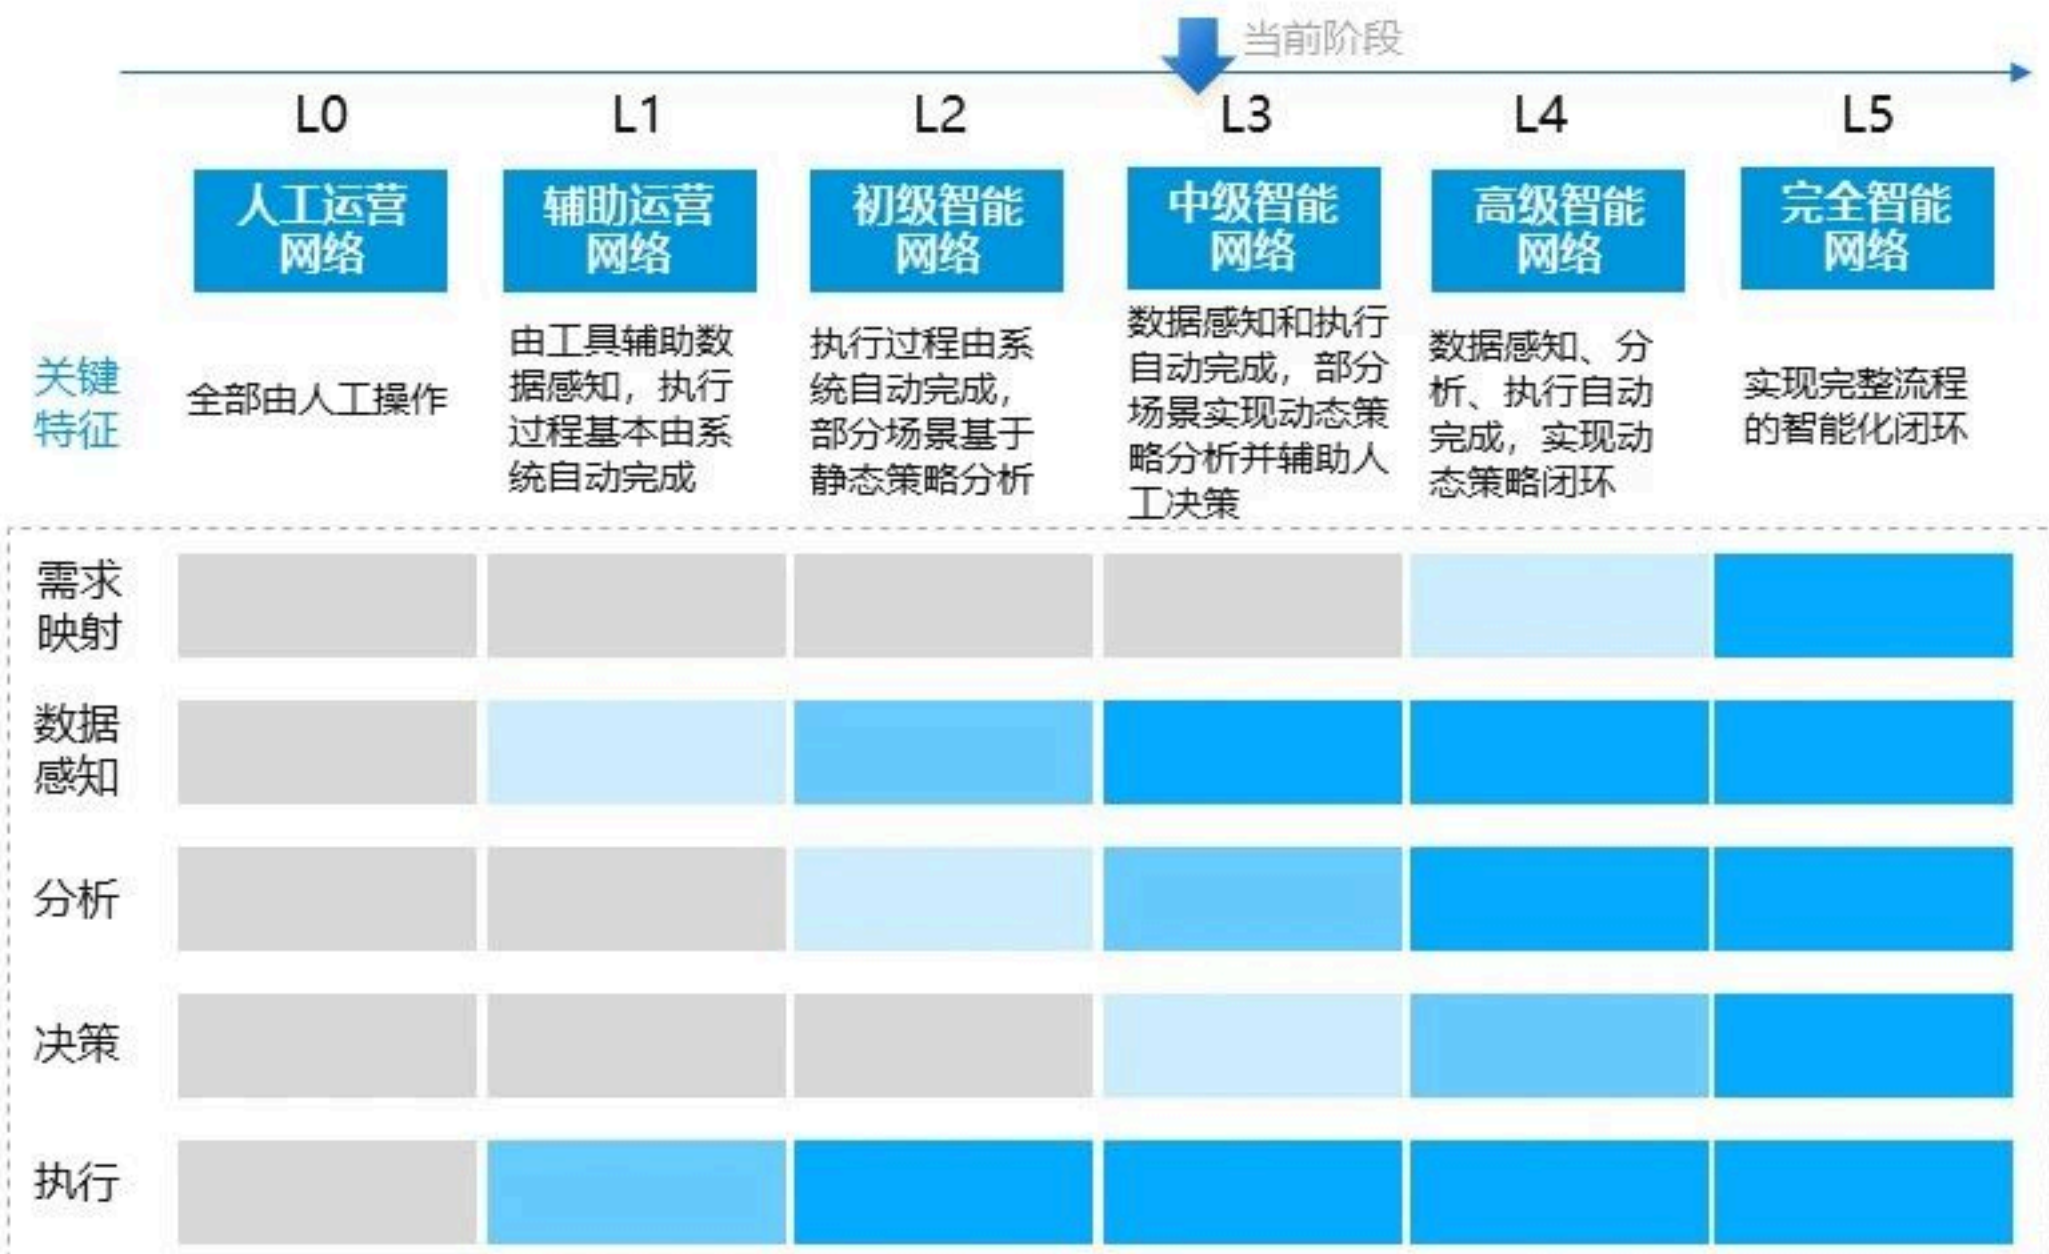 当前阶段
L0
L1
L2
L3
L4
L5
人工运营
网络
辅助运营
网络
初级智能
网络
中级智能
网络
高级智能
网络
完全智能
网络
关键
特征
全部由人工操作
由工具辅助数
据感知，执行
过程基本由系
统自动完成
执行过程由系
统自动完成，
部分场景基于
静态策略分析
数据感知和执行
自动完成，部分
场景实现动态策
略分析并辅助人
工决策
数据感知、分
析、执行自动
完成，实现动
态策略闭环
实现完整流程
的智能化闭环
需求
映射
数据
感知
分析
决策
执行